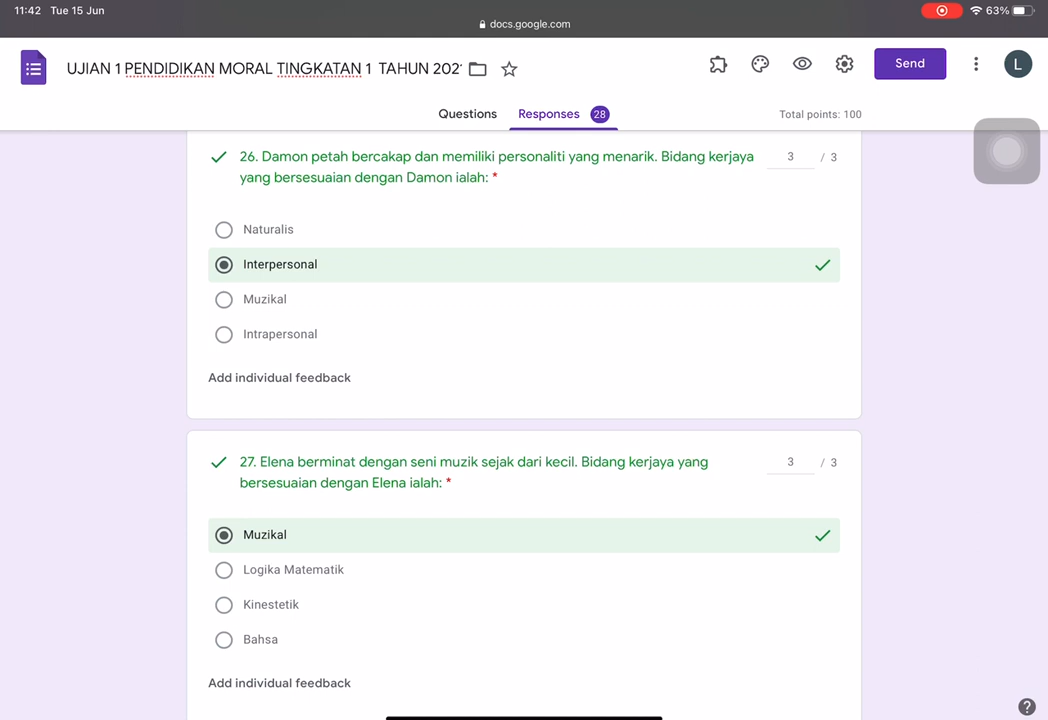 11:42 Tue 15 Jun
63%
docs.google.com
UJIAN 1 PENDIDIKAN MORAL TINGKATAN 1 TAHUN 202
Send
L
Questions
Responses 28
Total points: 100
26. Damon petah bercakap dan memiliki personaliti yang menarik. Bidang kerjaya
yang bersesuaian dengan Damon ialah: *
3 / 3
Naturalis
Interpersonal
Muzikal
Intrapersonal
Add individual feedback
27. Elena berminat dengan seni muzik sejak dari kecil. Bidang kerjaya yang
bersesuaian dengan Elena ialah: *
3 / 3
Muzikal
Logika Matematik
Kinestetik
Bahsa
Add individual feedback
?